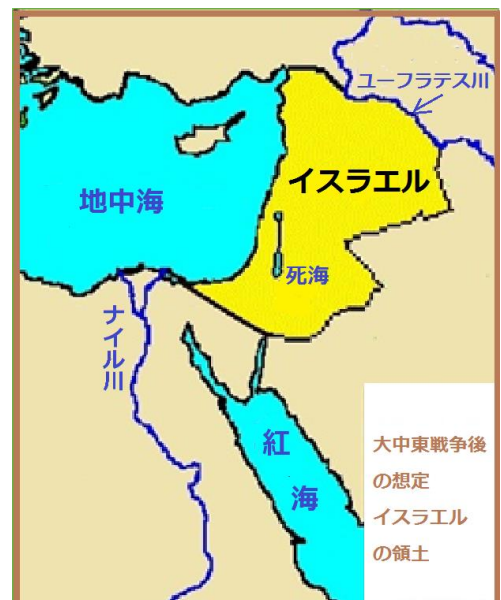 ユーフラテス川
イスラエル
地中海
死海
ナイル川
紅海
大中東戦争後
の想定
イスラエル
の領土